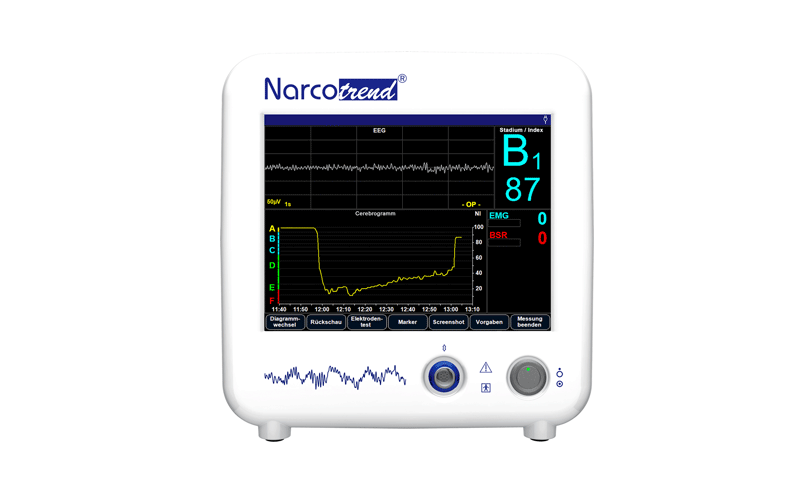 Narcotrend®
EEG
Stadium / Index
B1
87
50µV 1s
- OP -
Cerebrogramm
NI
EMG 0
BSR 0
A
B
C
D
E
F
100
80
60
40
20
11:40 11:50 12:00 12:10 12:20 12:30 12:40 12:50 13:00 13:10
Diagramm-
wechsel
Rückschau
Elektroden-
test
Marker
Screenshot
Vorgaben
Messung
beenden